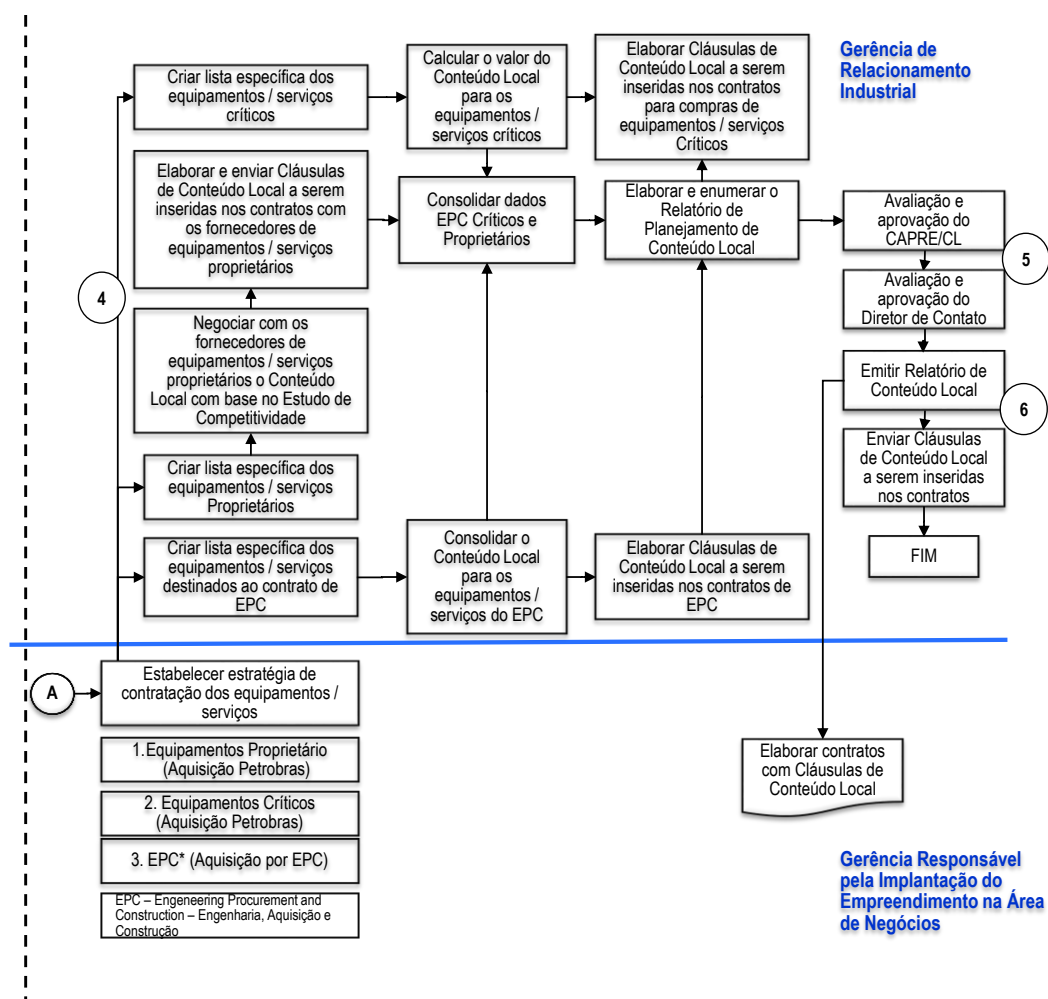 Gerência de
Relacionamento
Industrial
Criar lista específica dos
equipamentos / serviços
críticos
Calcular o valor do
Conteúdo Local
para os
equipamentos /
serviços críticos
Elaborar Cláusulas de
Conteúdo Local a serem
inseridas nos contratos
para compras de
equipamentos / serviços
Críticos
Elaborar e enviar Cláusulas
de Conteúdo Local a serem
inseridas nos contratos com
os fornecedores de
equipamentos / serviços
proprietários
Consolidar dados
EPC Críticos e
Proprietários
Elaborar e enumerar o
Relatório de
Planejamento de
Conteúdo Local
Avaliação e
aprovação do
CAPRE/CL
5
Avaliação e
aprovação do
Diretor de Contato
4
Negociar com os
fornecedores de
equipamentos / serviços
proprietários o Conteúdo
Local com base no Estudo de
Competitividade
Emitir Relatório de
Conteúdo Local
6
Enviar Cláusulas
de Conteúdo Local
a serem inseridas
nos contratos
Criar lista específica dos
equipamentos / serviços
Proprietários
Criar lista específica dos
equipamentos / serviços
destinados ao contrato de
EPC
Consolidar o
Conteúdo Local
para os
equipamentos /
serviços do EPC
Elaborar Cláusulas de
Conteúdo Local a serem
inseridas nos contratos de
EPC
FIM
A
Estabelecer estratégia de
contratação dos equipamentos /
serviços
1.Equipamentos Proprietário
(Aquisição Petrobras)
2. Equipamentos Críticos
(Aquisição Petrobras)
3. EPC* (Aquisição por EPC)
EPC – Engeneering Procurement and
Construction – Engenharia, Aquisição e
Construção
Elaborar contratos
com Cláusulas de
Conteúdo Local
Gerência Responsável
pela Implantação do
Empreendimento na Área
de Negócios